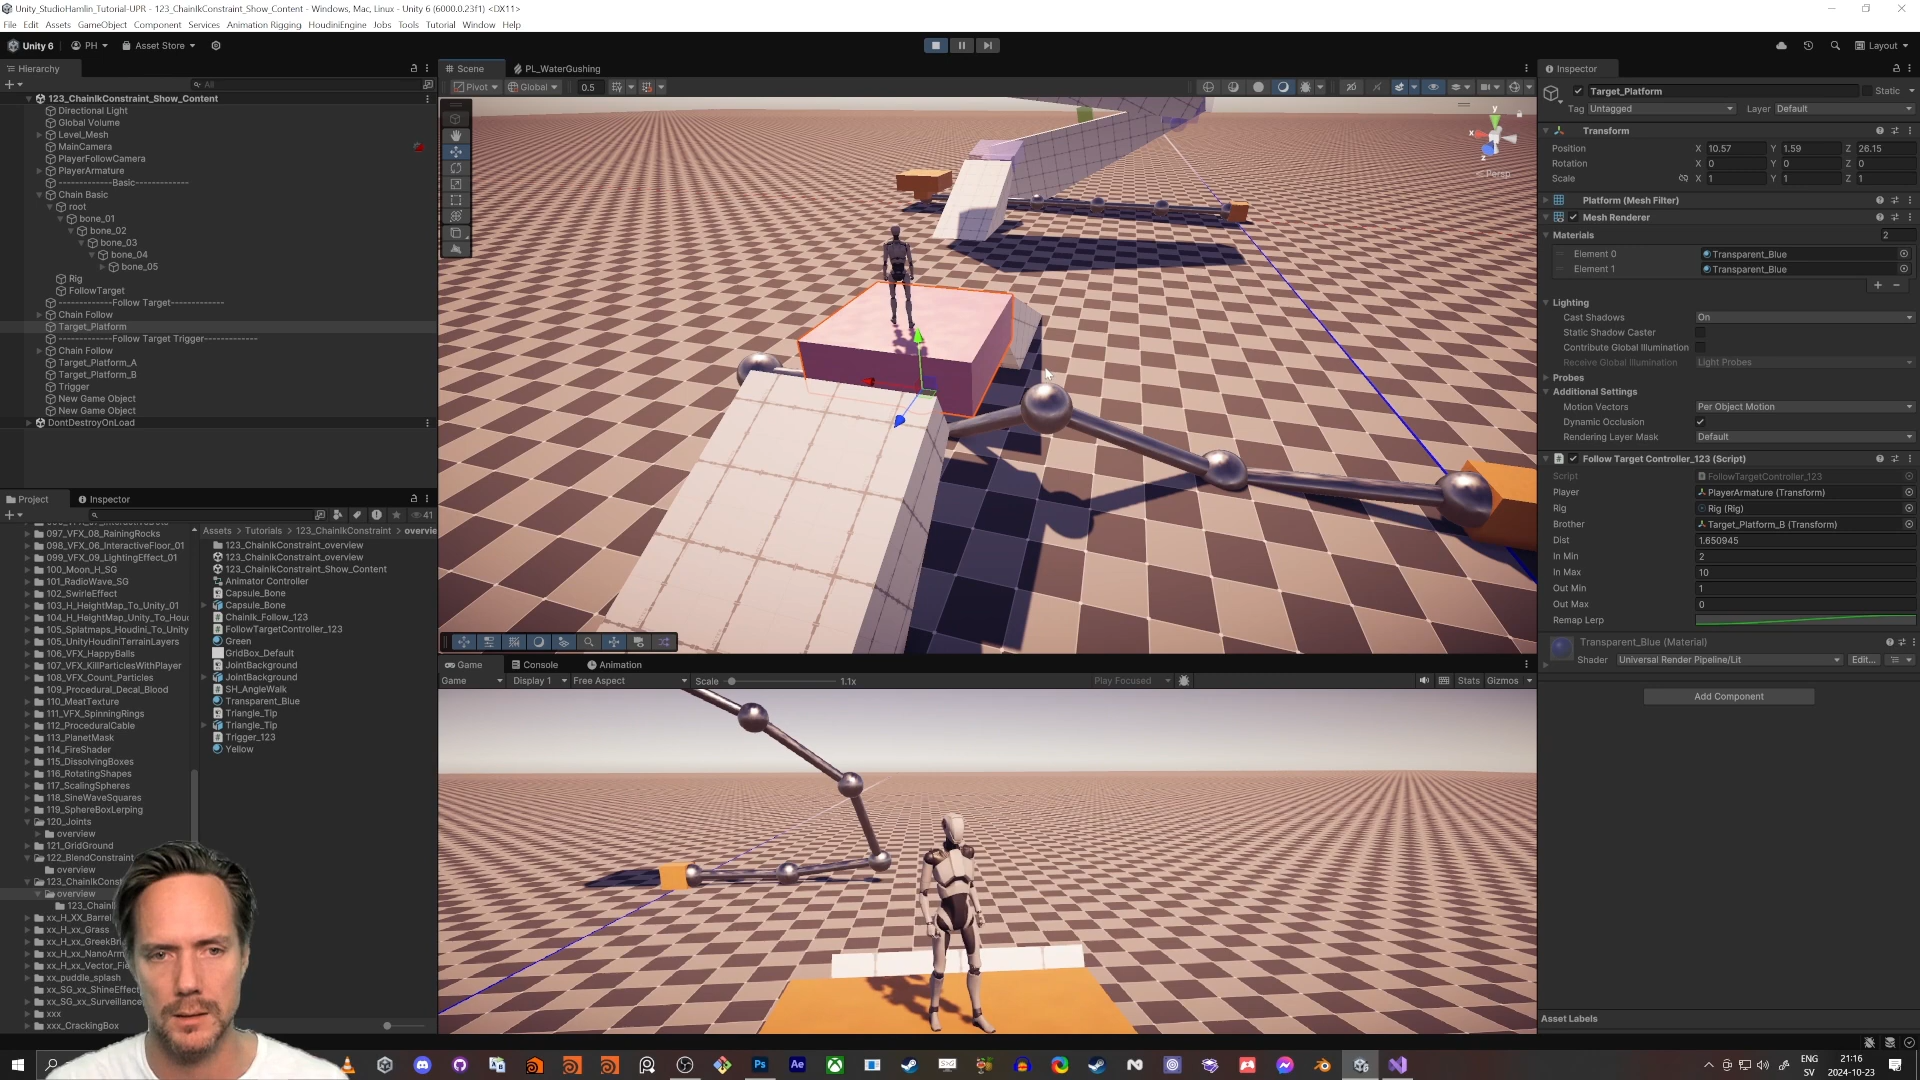 Unity_StudioHamlin_Tutorial-UPR - 123_ChainIkConstraint_Show_Content - Windows, Mac, Linux - Unity 6 (6000.0.23f1) <DX11>
File Edit Assets GameObject Component Services Animation Rigging HoudiniEngine Jobs Tools Tutorial Window Help
Unity 6 PH Asset Store Layout
Hierarchy
All
123_ChainIkConstraint_Show_Content
Directional Light
Global Volume
Level_Mesh
MainCamera
PlayerFollowCamera
PlayerArmature
-------------Basic-------------
Chain Basic
root
bone_01
bone_02
bone_03
bone_04
bone_05
Rig
FollowTarget
-------------Follow Target-------------
Chain Follow
Target_Platform
-------------Follow Target Trigger-------------
Chain Follow
Target_Platform_A
Target_Platform_B
Trigger
New Game Object
New Game Object
DontDestroyOnLoad
Project Inspector
41
097_VFX_08_RainingRocks
098_VFX_06_InteractiveFloor_01
099_VFX_09_LightingEffect_01
100_Moon_H_SG
101_RadioWave_SG
102_SwirleEffect
103_H_HeightMap_To_Unity_01
104_H_HeightMap_Unity_To_Hou
105_Splatmaps_Houdini_To_Unity
105_UnityHoudiniTerrainLayers
106_VFX_HappyBalls
107_VFX_KillParticlesWithPlayer
108_VFX_Count_Particles
109_Procedural_Decal_Blood
110_MeatTexture
111_VFX_SpinningRings
112_ProceduralCable
113_PlanetMask
114_FireShader
115_DissolvingBoxes
116_RotatingShapes
117_ScalingSpheres
118_SineWaveSquares
119_SphereBoxLerping
120_Joints
overview
121_GridGround
122_BlendConstraint
overview
123_ChainIkConst
overview
123_ChainI
xx_H_XX_Barrel
xx_H_xx_Grass
xx_H_xx_GreekBri
xx_H_xx_NanoArm
xx_H_xx_Vector_Fie
xx_puddle_splash
xx_SG_xx_ShineEffect
xx_SG_xx_Surveillance
xxx
xxx_CrackingBox
Assets > Tutorials > 123_ChainIkConstraint > overvie
123_ChainIkConstraint_overview
123_ChainIkConstraint_overview
123_ChainIkConstraint_Show_Content
Animator Controller
Capsule_Bone
Capsule_Bone
ChainIk_Follow_123
FollowTargetController_123
Green
GridBox_Default
JointBackground
JointBackground
SH_AngleWalk
Transparent_Blue
Triangle_Tip
Triangle_Tip
Trigger_123
Yellow
Scene PL_WaterGushing
Pivot Global 0.5
y
x
z
Persp
Game Console Animation
Game Display 1 Free Aspect Scale 1.1x Play Focused Stats Gizmos
Inspector
Target_Platform Static
Tag Untagged Layer Default
Transform
Position X 10.57 Y 1.59 Z 26.15
Rotation X 0 Y 0 Z 0
Scale X 1 Y 1 Z 1
Platform (Mesh Filter)
Mesh Renderer
Materials 2
Element 0 Transparent_Blue
Element 1 Transparent_Blue
Lighting
Cast Shadows On
Static Shadow Caster
Contribute Global Illumination
Receive Global Illumination Light Probes
Probes
Additional Settings
Motion Vectors Per Object Motion
Dynamic Occlusion
Rendering Layer Mask Default
Follow Target Controller_123 (Script)
Script FollowTargetController_123
Player PlayerArmature (Transform)
Rig Rig (Rig)
Brother Target_Platform_B (Transform)
Dist 1.650945
In Min 2
In Max 10
Out Min 1
Out Max 0
Remap Lerp
Transparent_Blue (Material)
Shader Universal Render Pipeline/Lit Edit...
Add Component
Asset Labels
Ps Ae
ENG
SV
21:16
2024-10-23